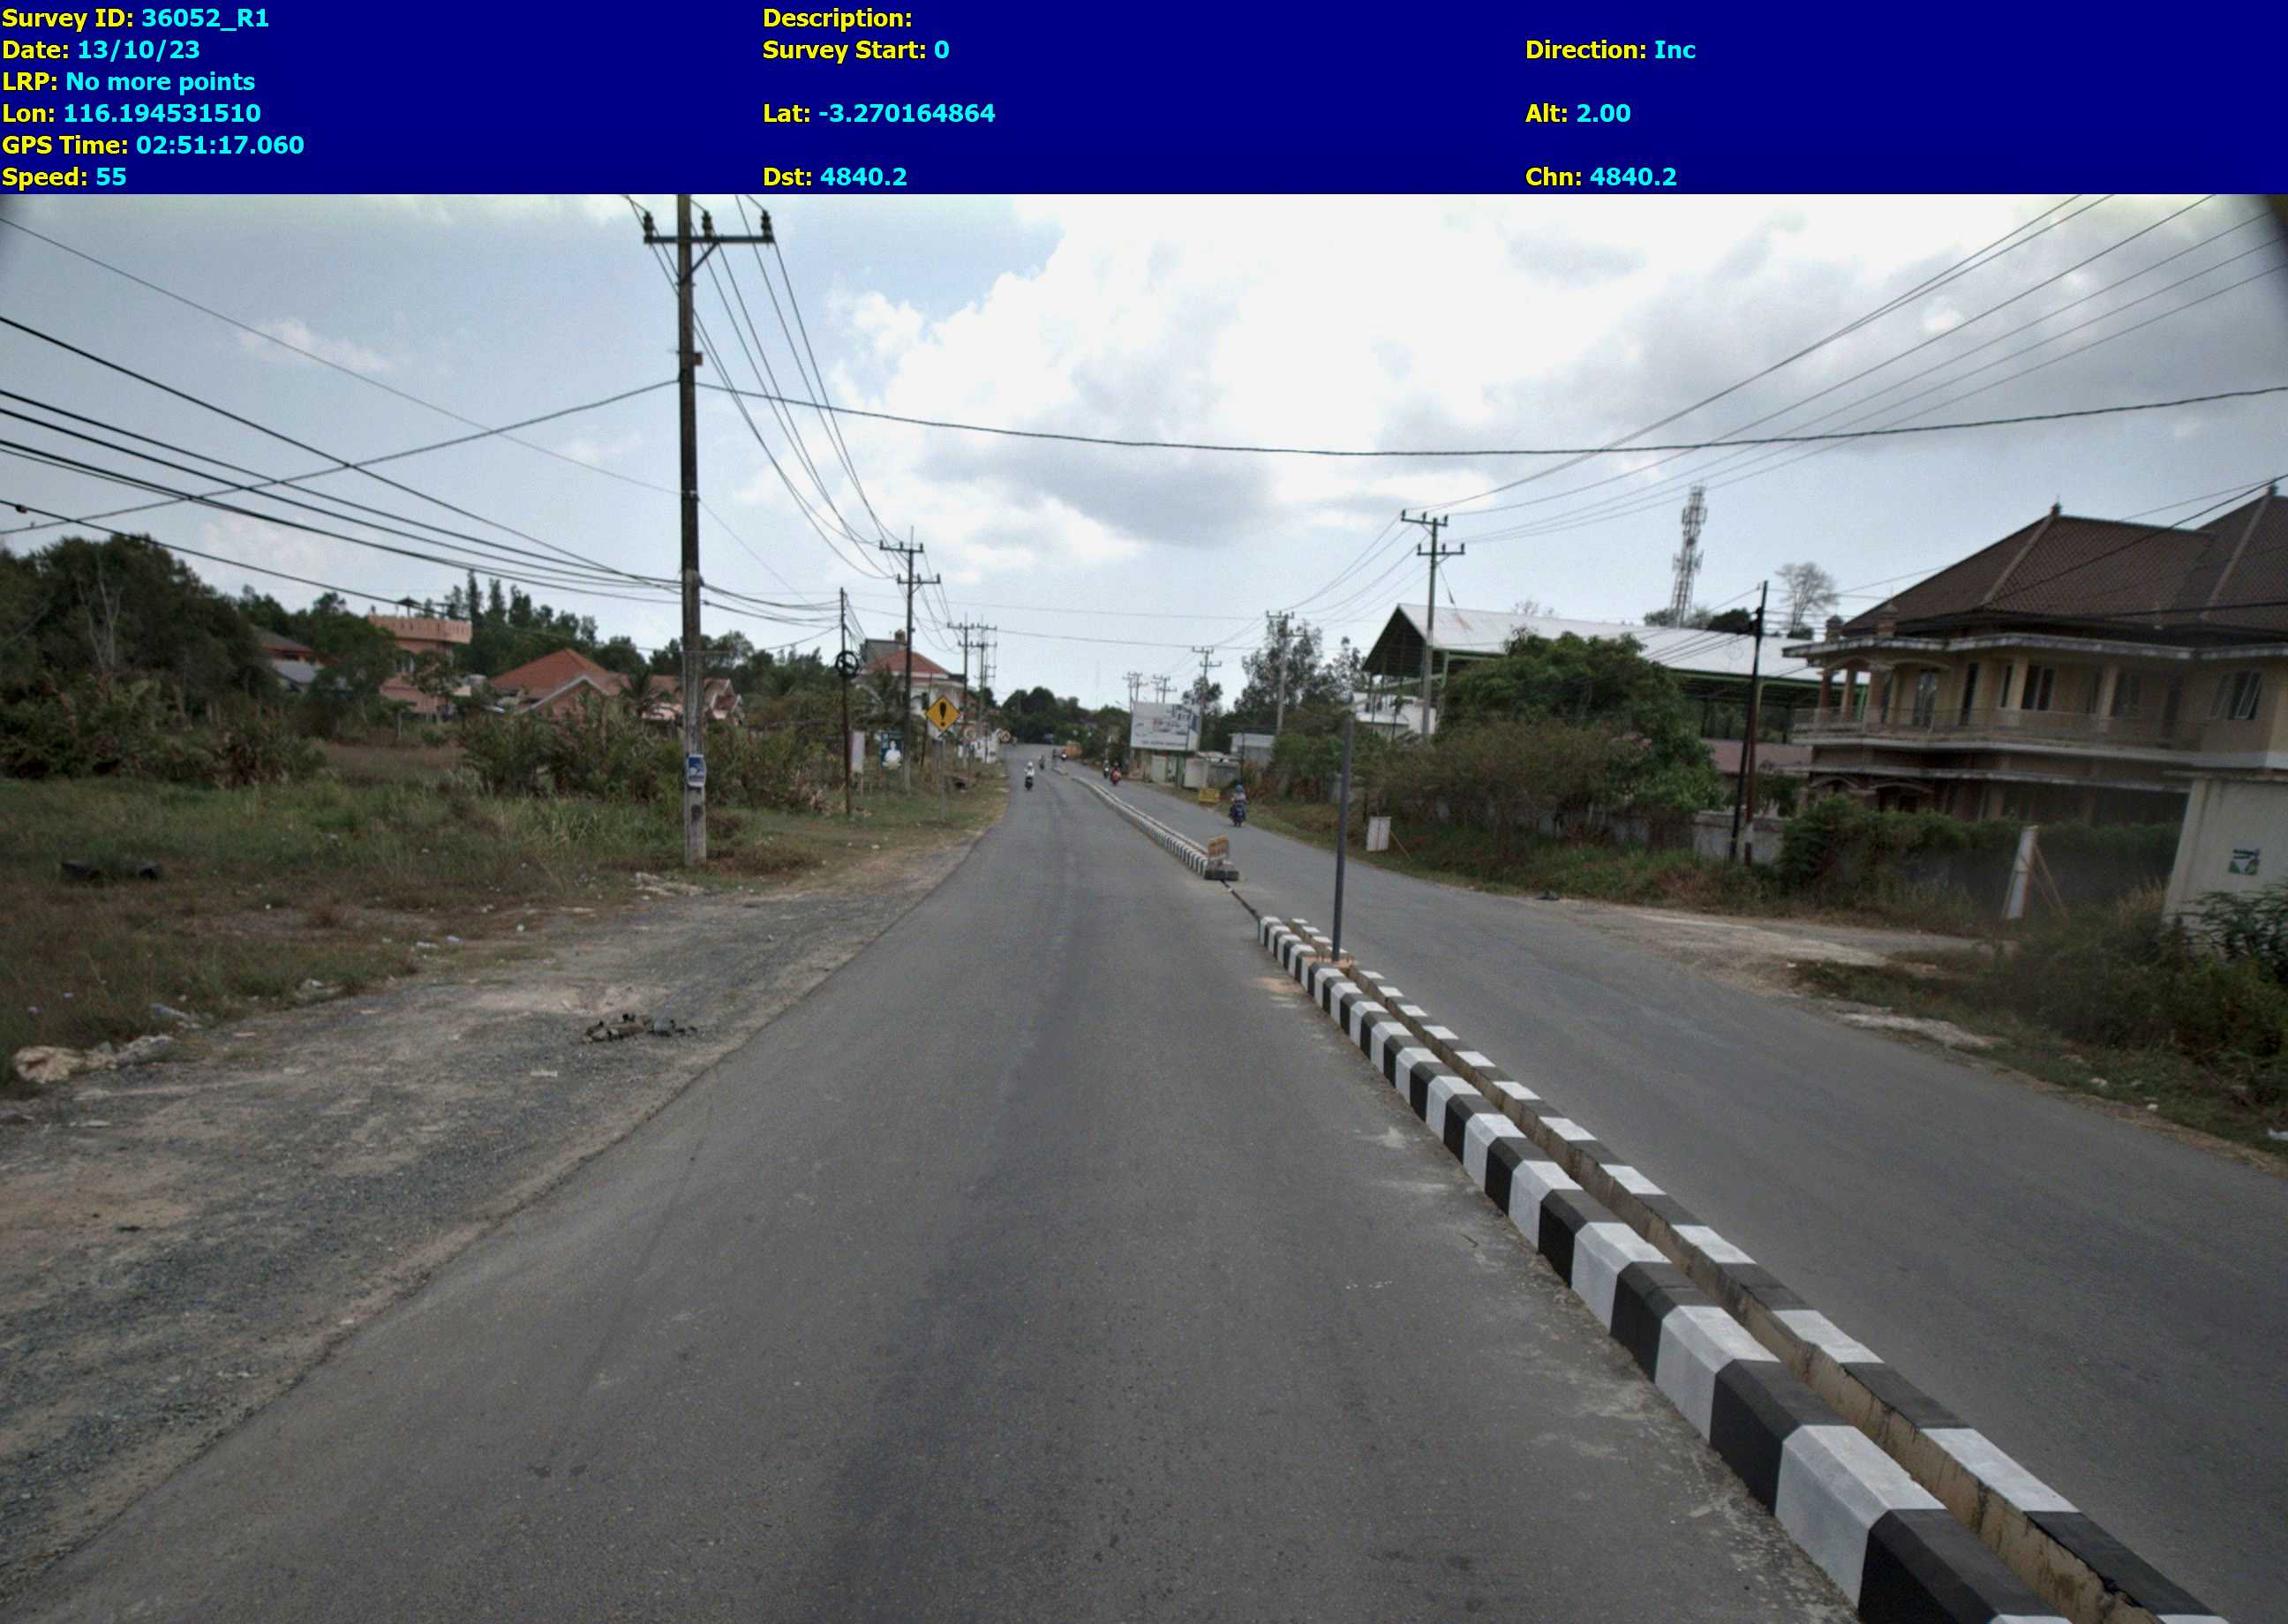 Survey ID: 36052_R1
Description:
Date: 13/10/23
Survey Start: 0
Direction: Inc
LRP: No more points
Lon: 116.194531510
Lat: -3.270164864
Alt: 2.00
GPS Time: 02:51:17.060
Speed: 55
Dst: 4840.2
Chn: 4840.2